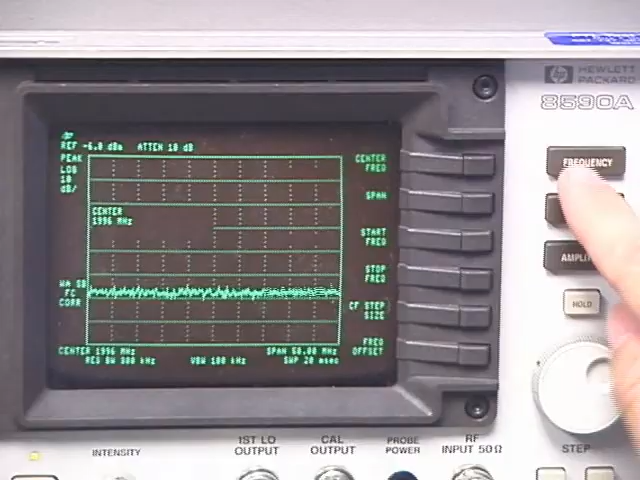 HEWLETT
PACKARD
8590A
REF -6.0 dBm ATTEN 10 dB
PEAK
LOG
10
dB/
CENTER
1996 MHz
WA SB
FC
CORR
CENTER 1996 MHz
SPAN 50.00 MHz
RES BW 300 kHz
VBW 100 kHz
SWP 20 msec
CENTER
FREQ
SPAN
START
FREQ
STOP
FREQ
CF STEP
SIZE
FREQ
OFFSET
FREQUENCY
HOLD
STEP
INTENSITY
1ST LO
OUTPUT
CAL
OUTPUT
PROBE
POWER
RF
INPUT 50Ω